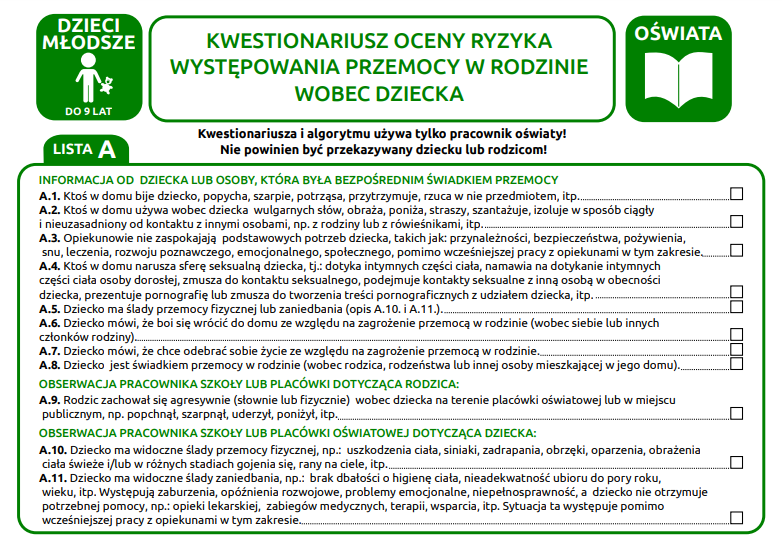 DZIECI
MŁODSZE
DO 9 LAT
KWESTIONARIUSZ OCENY RYZYKA
WYSTĘPOWANIA PRZEMOCY W RODZINIE
WOBEC DZIECKA
OŚWIATA
Kwestionariusza i algorytmu używa tylko pracownik oświaty!
Nie powinien być przekazywany dziecku lub rodzicom!
LISTA A
INFORMACJA OD DZIECKA LUB OSOBY, KTÓRA BYŁA BEZPOŚREDNIM ŚWIADKIEM PRZEMOCY
A.1. Ktoś w domu bije dziecko, popycha, szarpie, potrząsa, przytrzymuje, rzuca w nie przedmiotem, itp.
A.2. Ktoś w domu używa wobec dziecka wulgarnych słów, obraża, poniża, straszy, szantażuje, izoluje w sposób ciągły
i nieuzasadniony od kontaktu z innymi osobami, np. z rodziny lub z rówieśnikami, itp.
A.3. Opiekunowie nie zaspokajają podstawowych potrzeb dziecka, takich jak: przynależności, bezpieczeństwa, pożywienia,
snu, leczenia, rozwoju poznawczego, emocjonalnego, społecznego, pomimo wcześniejszej pracy z opiekunami w tym zakresie.
A.4. Ktoś w domu narusza sferę seksualną dziecka, tj.: dotyka intymnych części ciała, namawia na dotykanie intymnych
części ciała osoby dorosłej, zmusza do kontaktu seksualnego, podejmuje kontakty seksualne z inną osobą w obecności
dziecka, prezentuje pornografię lub zmusza do tworzenia treści pornograficznych z udziałem dziecka, itp.
A.5. Dziecko ma ślady przemocy fizycznej lub zaniedbania (opis A.10. i A.11.)
A.6. Dziecko mówi, że boi się wrócić do domu ze względu na zagrożenie przemocą w rodzinie (wobec siebie lub innych
członków rodziny)
A.7. Dziecko mówi, że chce odebrać sobie życie ze względu na zagrożenie przemocą w rodzinie.
A.8. Dziecko jest świadkiem przemocy w rodzinie (wobec rodzica, rodzeństwa lub innej osoby mieszkającej w jego domu).
OBSERWACJA PRACOWNIKA SZKOŁY LUB PLACÓWKI DOTYCZĄCA RODZICA:
A.9. Rodzic zachował się agresywnie (słownie lub fizycznie) wobec dziecka na terenie placówki oświatowej lub w miejscu
publicznym, np. popchnął, szarpnął, uderzył, poniżył, itp.
OBSERWACJA PRACOWNIKA SZKOŁY LUB PLACÓWKI OŚWIATOWEJ DOTYCZĄCA DZIECKA:
A.10. Dziecko ma widoczne ślady przemocy fizycznej, np.: uszkodzenia ciała, siniaki, zadrapania, obrzęki, oparzenia, obrażenia
ciała świeże i/lub w różnych stadiach gojenia się, rany na ciele, itp.
A.11. Dziecko ma widoczne ślady zaniedbania, np.: brak dbałości o higienę ciała, nieadekwatność ubioru do pory roku,
wieku, itp. Występują zaburzenia, opóźnienia rozwojowe, problemy emocjonalne, niepełnosprawność, a dziecko nie otrzymuje
potrzebnej pomocy, np.: opieki lekarskiej, zabiegów medycznych, terapii, wsparcia, itp. Sytuacja ta występuje pomimo
wcześniejszej pracy z opiekunami w tym zakresie.